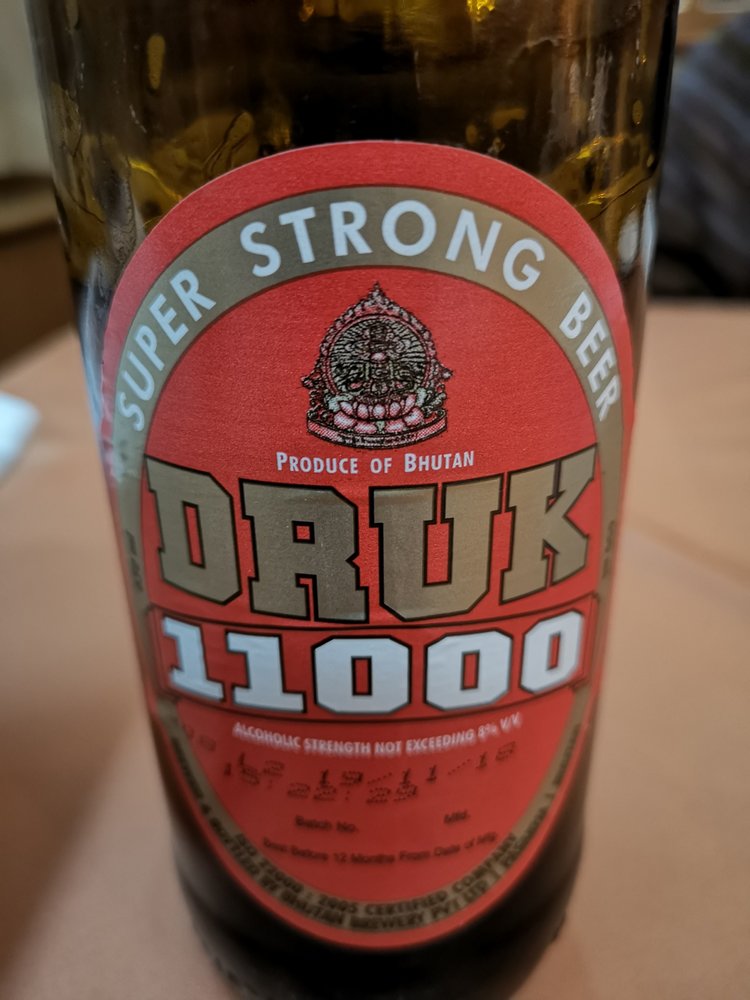 SUPER STRONG BEER
PRODUCE OF BHUTAN
DRUK
11000
ALCOHOLIC STRENGTH NOT EXCEEDING 8% V/V.
Batch No. Mfd.
Best Before 12 Months From Date of Mfg.
ISO 22000 : 2005 CERTIFIED COMPANY
BOTTLED BY BHUTAN BREWERY PVT LTD